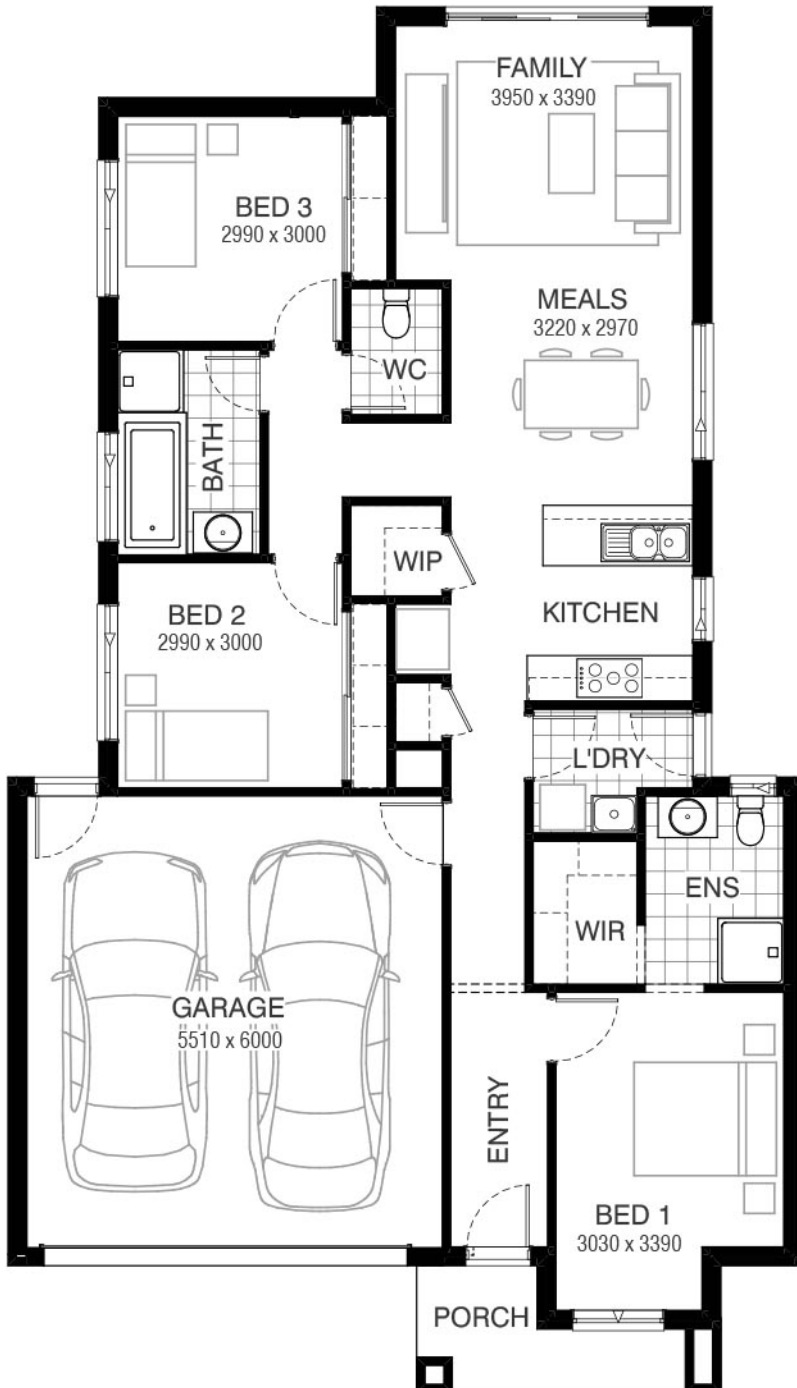 FAMILY
3950 x 3390
BED 3
2990 x 3000
MEALS
3220 x 2970
WC
BATH
WIP
BED 2
2990 x 3000
KITCHEN
L'DRY
ENS
WIR
GARAGE
5510 x 6000
ENTRY
BED 1
3030 x 3390
PORCH